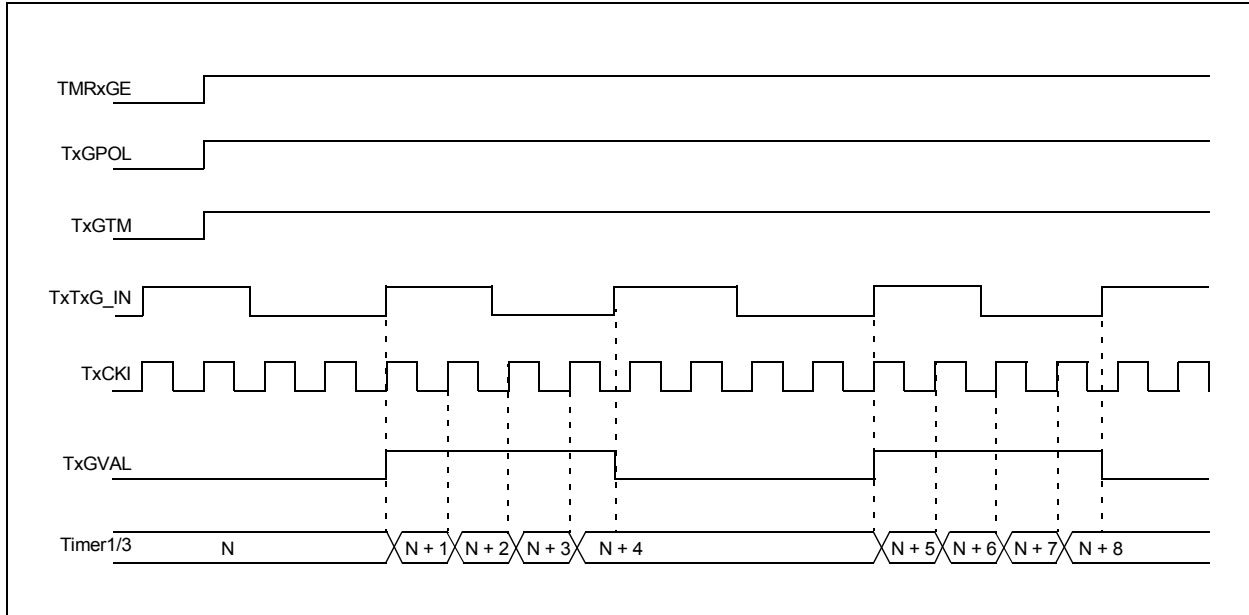 TMRxGE
TxGPOL
TxGTM
TxTxG_IN
TxCKI
TxGVAL
Timer1/3 N N + 1 N + 2 N + 3 N + 4 N + 5 N + 6 N + 7 N + 8